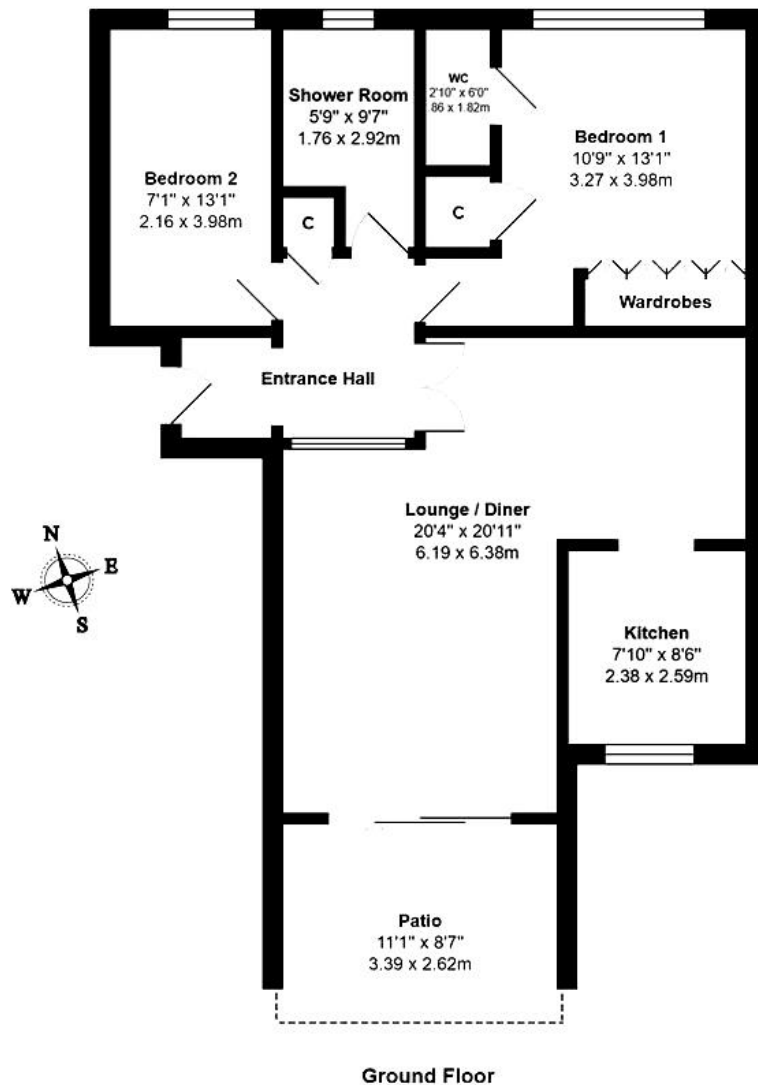 WC
2'10" x 6'0"
86 x 1.82m
Shower Room
5'9" x 9'7"
1.76 x 2.92m
Bedroom 1
10'9" x 13'1"
3.27 x 3.98m
Bedroom 2
7'1" x 13'1"
2.16 x 3.98m
C
C
Wardrobes
Entrance Hall
Lounge / Diner
20'4" x 20'11"
6.19 x 6.38m
N
E
W
S
Kitchen
7'10" x 8'6"
2.38 x 2.59m
Patio
11'1" x 8'7"
3.39 x 2.62m
Ground Floor